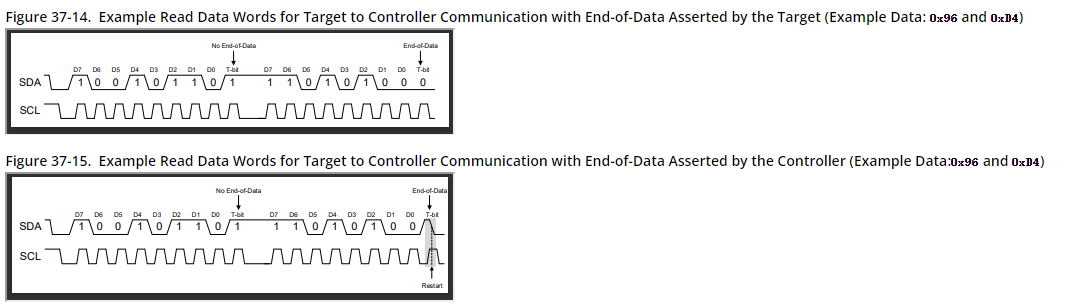 Figure 37-14. Example Read Data Words for Target to Controller Communication with End-of-Data Asserted by the Target (Example Data: 0x96 and 0xD4)
No End-of-Data End-of-Data
D7 D6 D5 D4 D3 D2 D1 D0 T-bit D7 D6 D5 D4 D3 D2 D1 D0 T-bit
SDA 1 0 0 1 0 1 1 0 1 1 1 0 1 0 1 0 0 0
SCL
Figure 37-15. Example Read Data Words for Target to Controller Communication with End-of-Data Asserted by the Controller (Example Data:0x96 and 0xD4)
No End-of-Data End-of-Data
D7 D6 D5 D4 D3 D2 D1 D0 T-bit D7 D6 D5 D4 D3 D2 D1 D0 T-bit
SDA 1 0 0 1 0 1 1 0 1 1 1 0 1 0 1 0 0
SCL
Restart